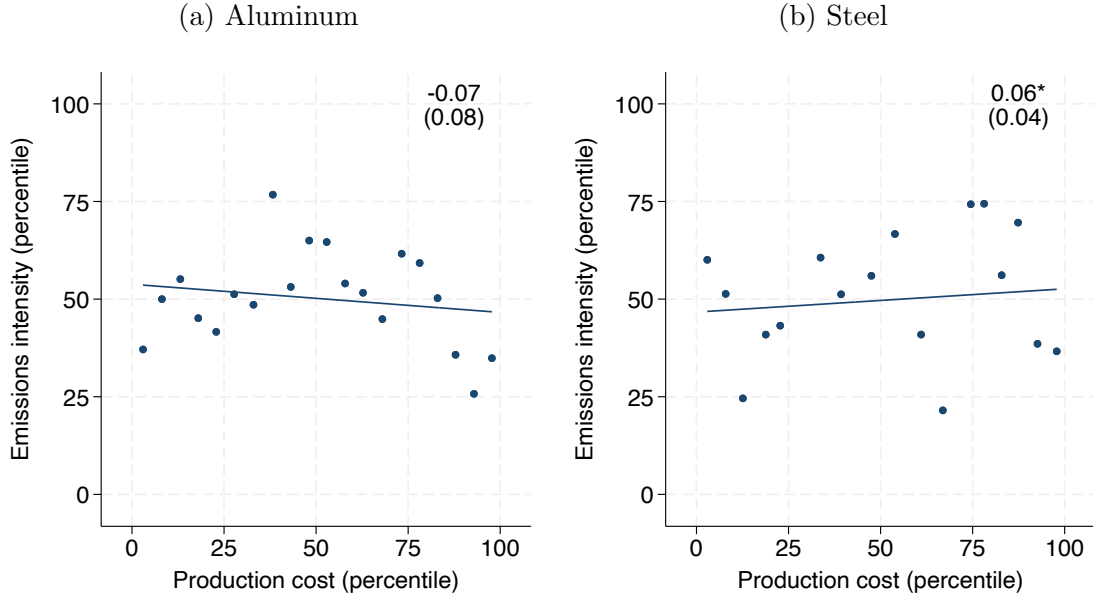 (a) Aluminum
-0.07
(0.08)
100
75
50
25
0
Emissions intensity (percentile)
0 25 50 75 100
Production cost (percentile)
(b) Steel
0.06*
(0.04)
100
75
50
25
0
Emissions intensity (percentile)
0 25 50 75 100
Production cost (percentile)